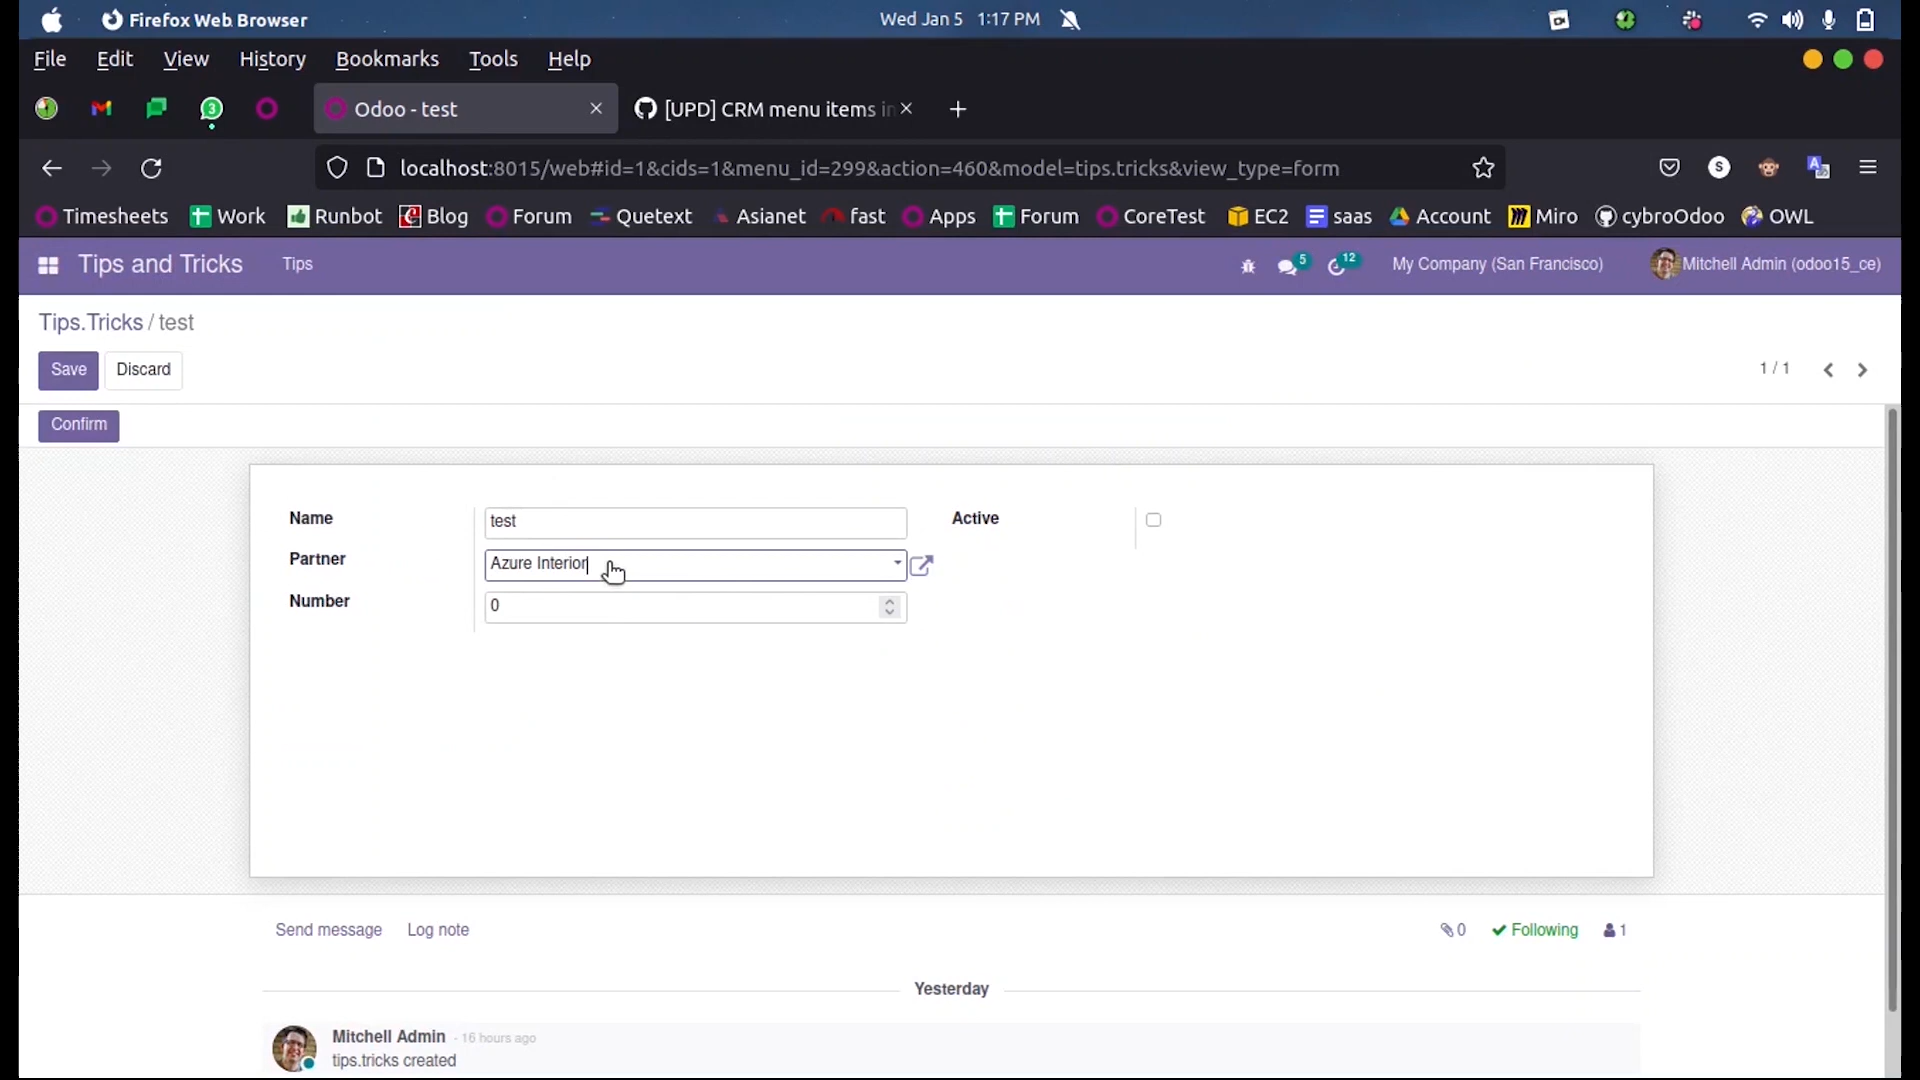 Firefox Web Browser
Wed Jan 5 1:17 PM
File Edit View History Bookmarks Tools Help
3
Odoo - test
[UPD] CRM menu items in
localhost:8015/web#id=1&cids=1&menu_id=299&action=460&model=tips.tricks&view_type=form
S
Timesheets Work Runbot Blog Forum Quetext Asianet fast Apps Forum CoreTest EC2 saas Account Miro cybroOdoo OWL
Tips and Tricks Tips 5 12 My Company (San Francisco) Mitchell Admin (odoo15_ce)
Tips.Tricks / test
Save Discard 1 / 1
Confirm
Name test Active
Partner Azure Interior
Number 0
Send message Log note 0 Following 1
Yesterday
Mitchell Admin - 16 hours ago
tips.tricks created